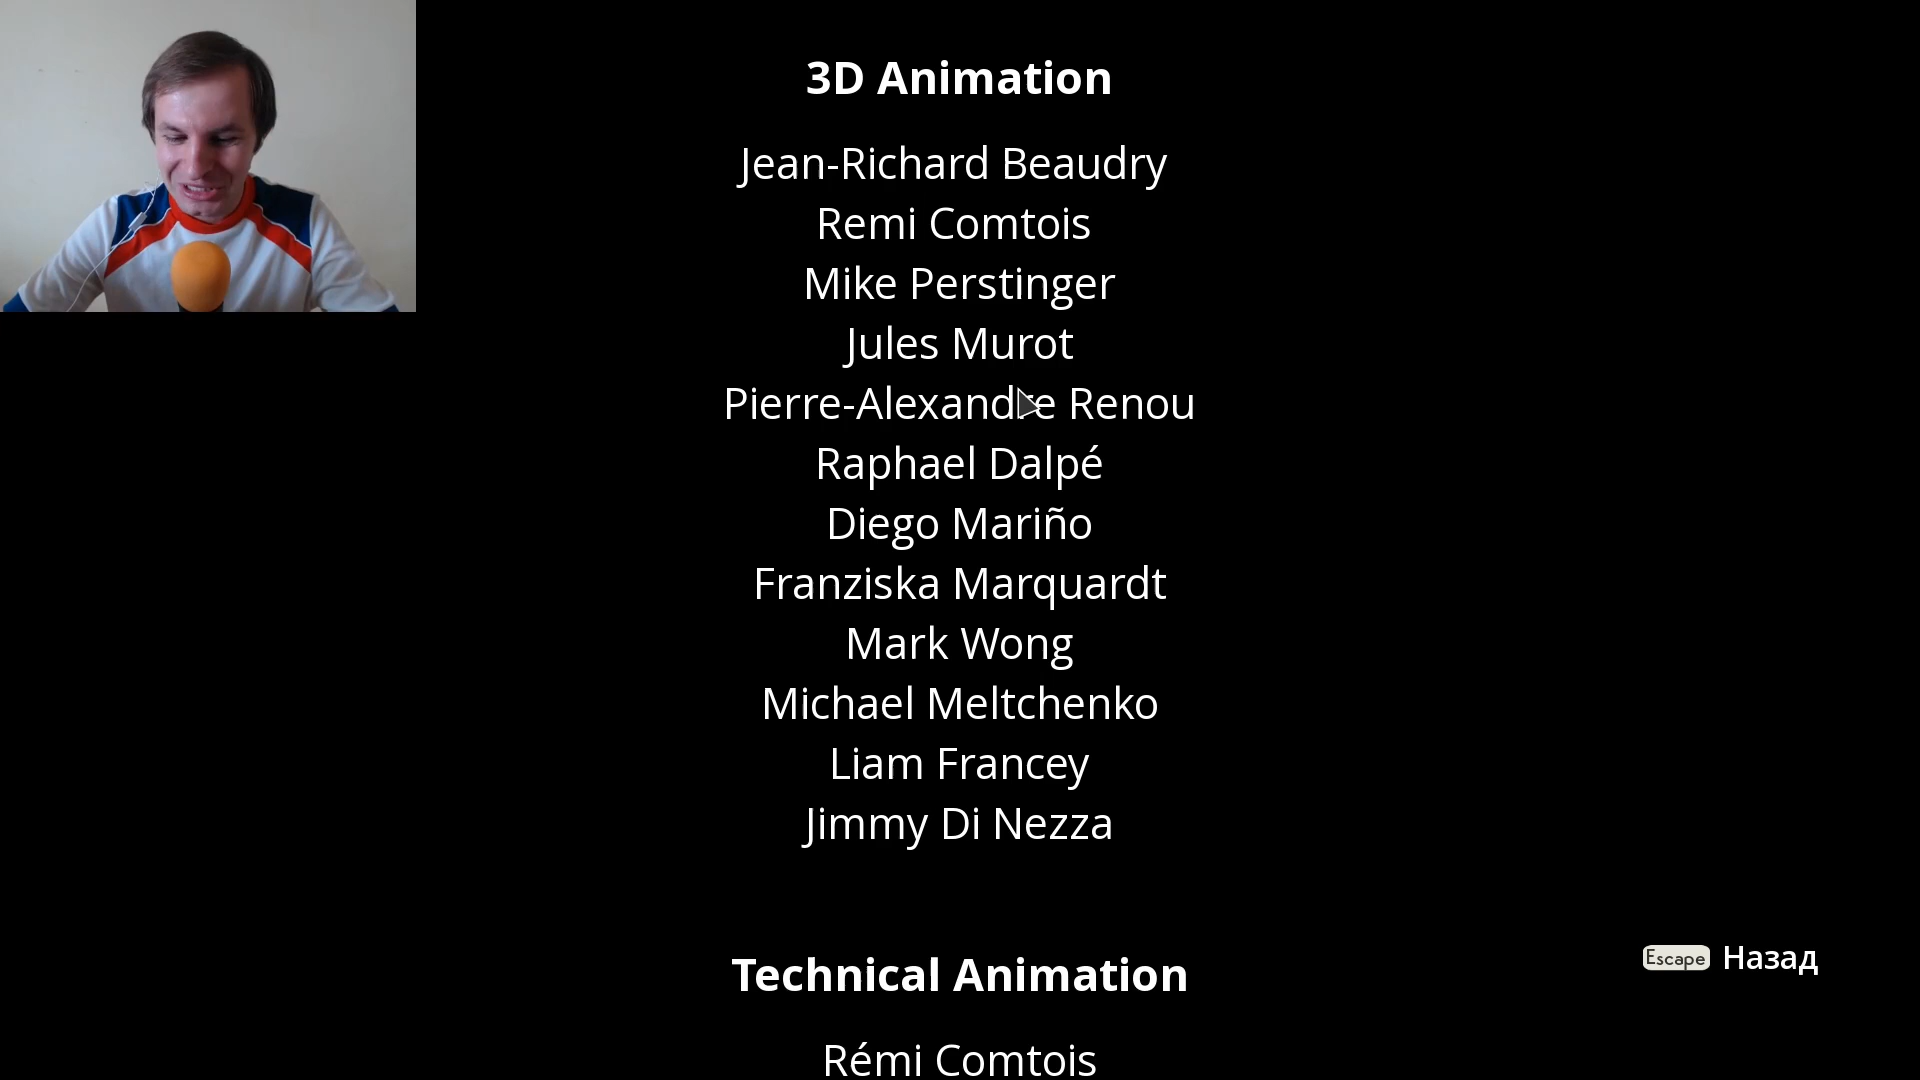 3D Animation
Jean-Richard Beaudry
Remi Comtois
Mike Perstinger
Jules Murot
Pierre-Alexandre Renou
Raphael Dalpé
Diego Mariño
Franziska Marquardt
Mark Wong
Michael Meltchenko
Liam Francey
Jimmy Di Nezza
Technical Animation
Escape Назад
Rémi Comtois